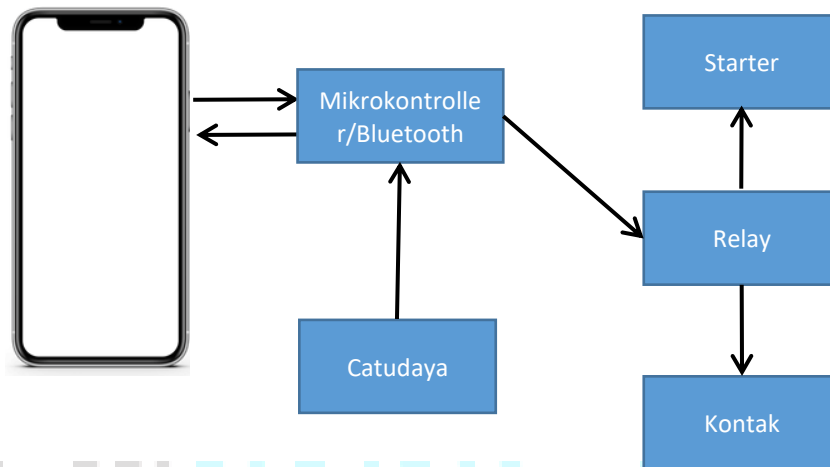 Starter
Mikrokontrolle
r/Bluetooth
Relay
Catudaya
Kontak